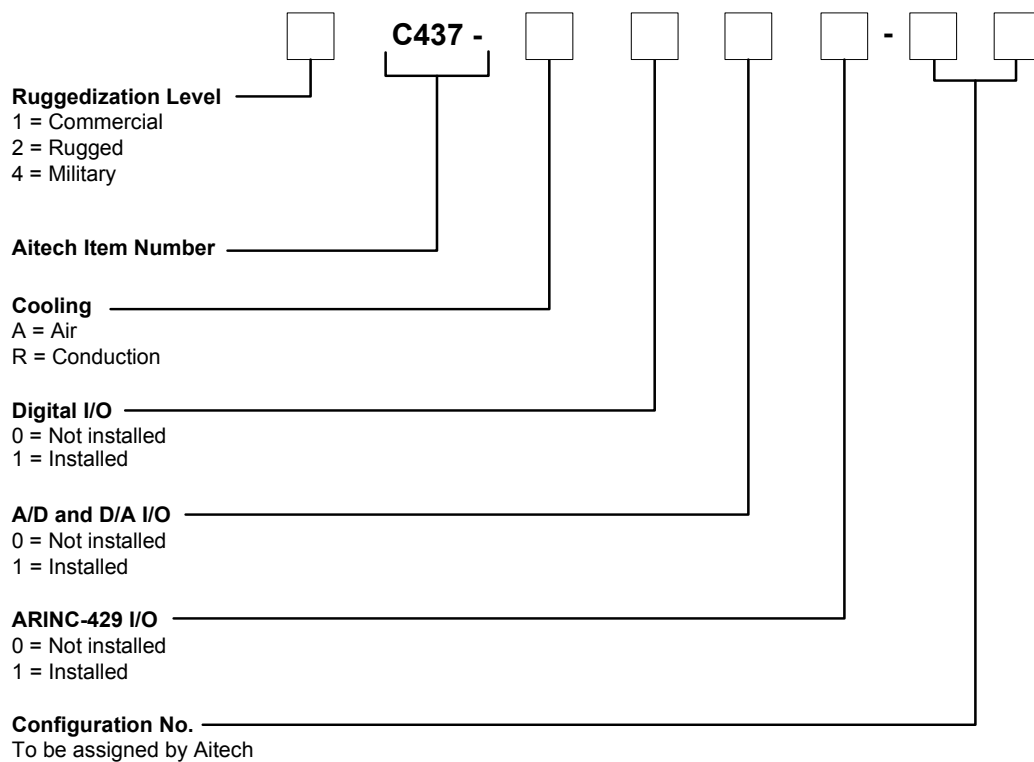 C437 - -
Ruggedization Level
1 = Commercial
2 = Rugged
4 = Military
Aitech Item Number
Cooling
A = Air
R = Conduction
Digital I/O
0 = Not installed
1 = Installed
A/D and D/A I/O
0 = Not installed
1 = Installed
ARINC-429 I/O
0 = Not installed
1 = Installed
Configuration No.
To be assigned by Aitech